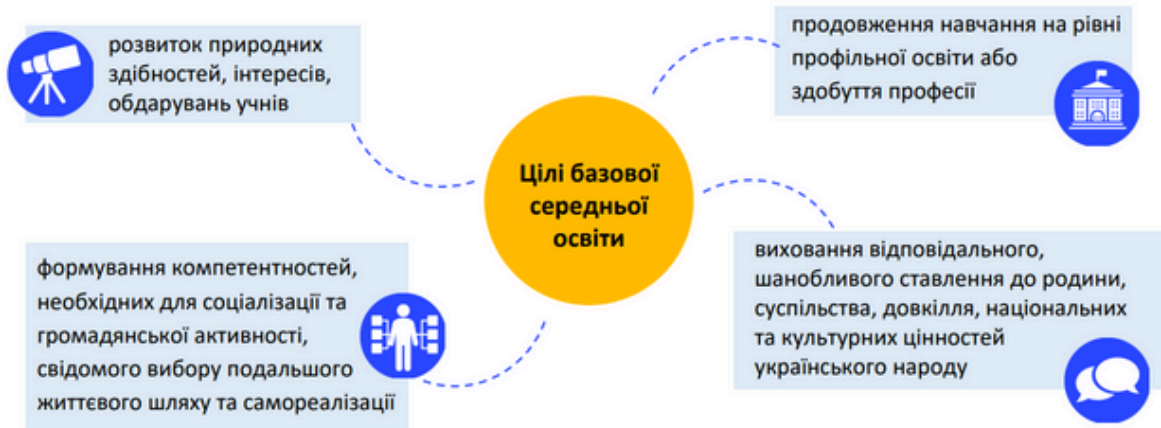 розвиток природних
здібностей, інтересів,
обдарувань учнів
продовження навчання на рівні
профільної освіти або
здобуття професії
Цілі базової
середньої
освіти
формування компетентностей,
необхідних для соціалізації та
громадянської активності,
свідомого вибору подальшого
життєвого шляху та самореалізації
виховання відповідального,
шанобливого ставлення до родини,
суспільства, довкілля, національних
та культурних цінностей
українського народу